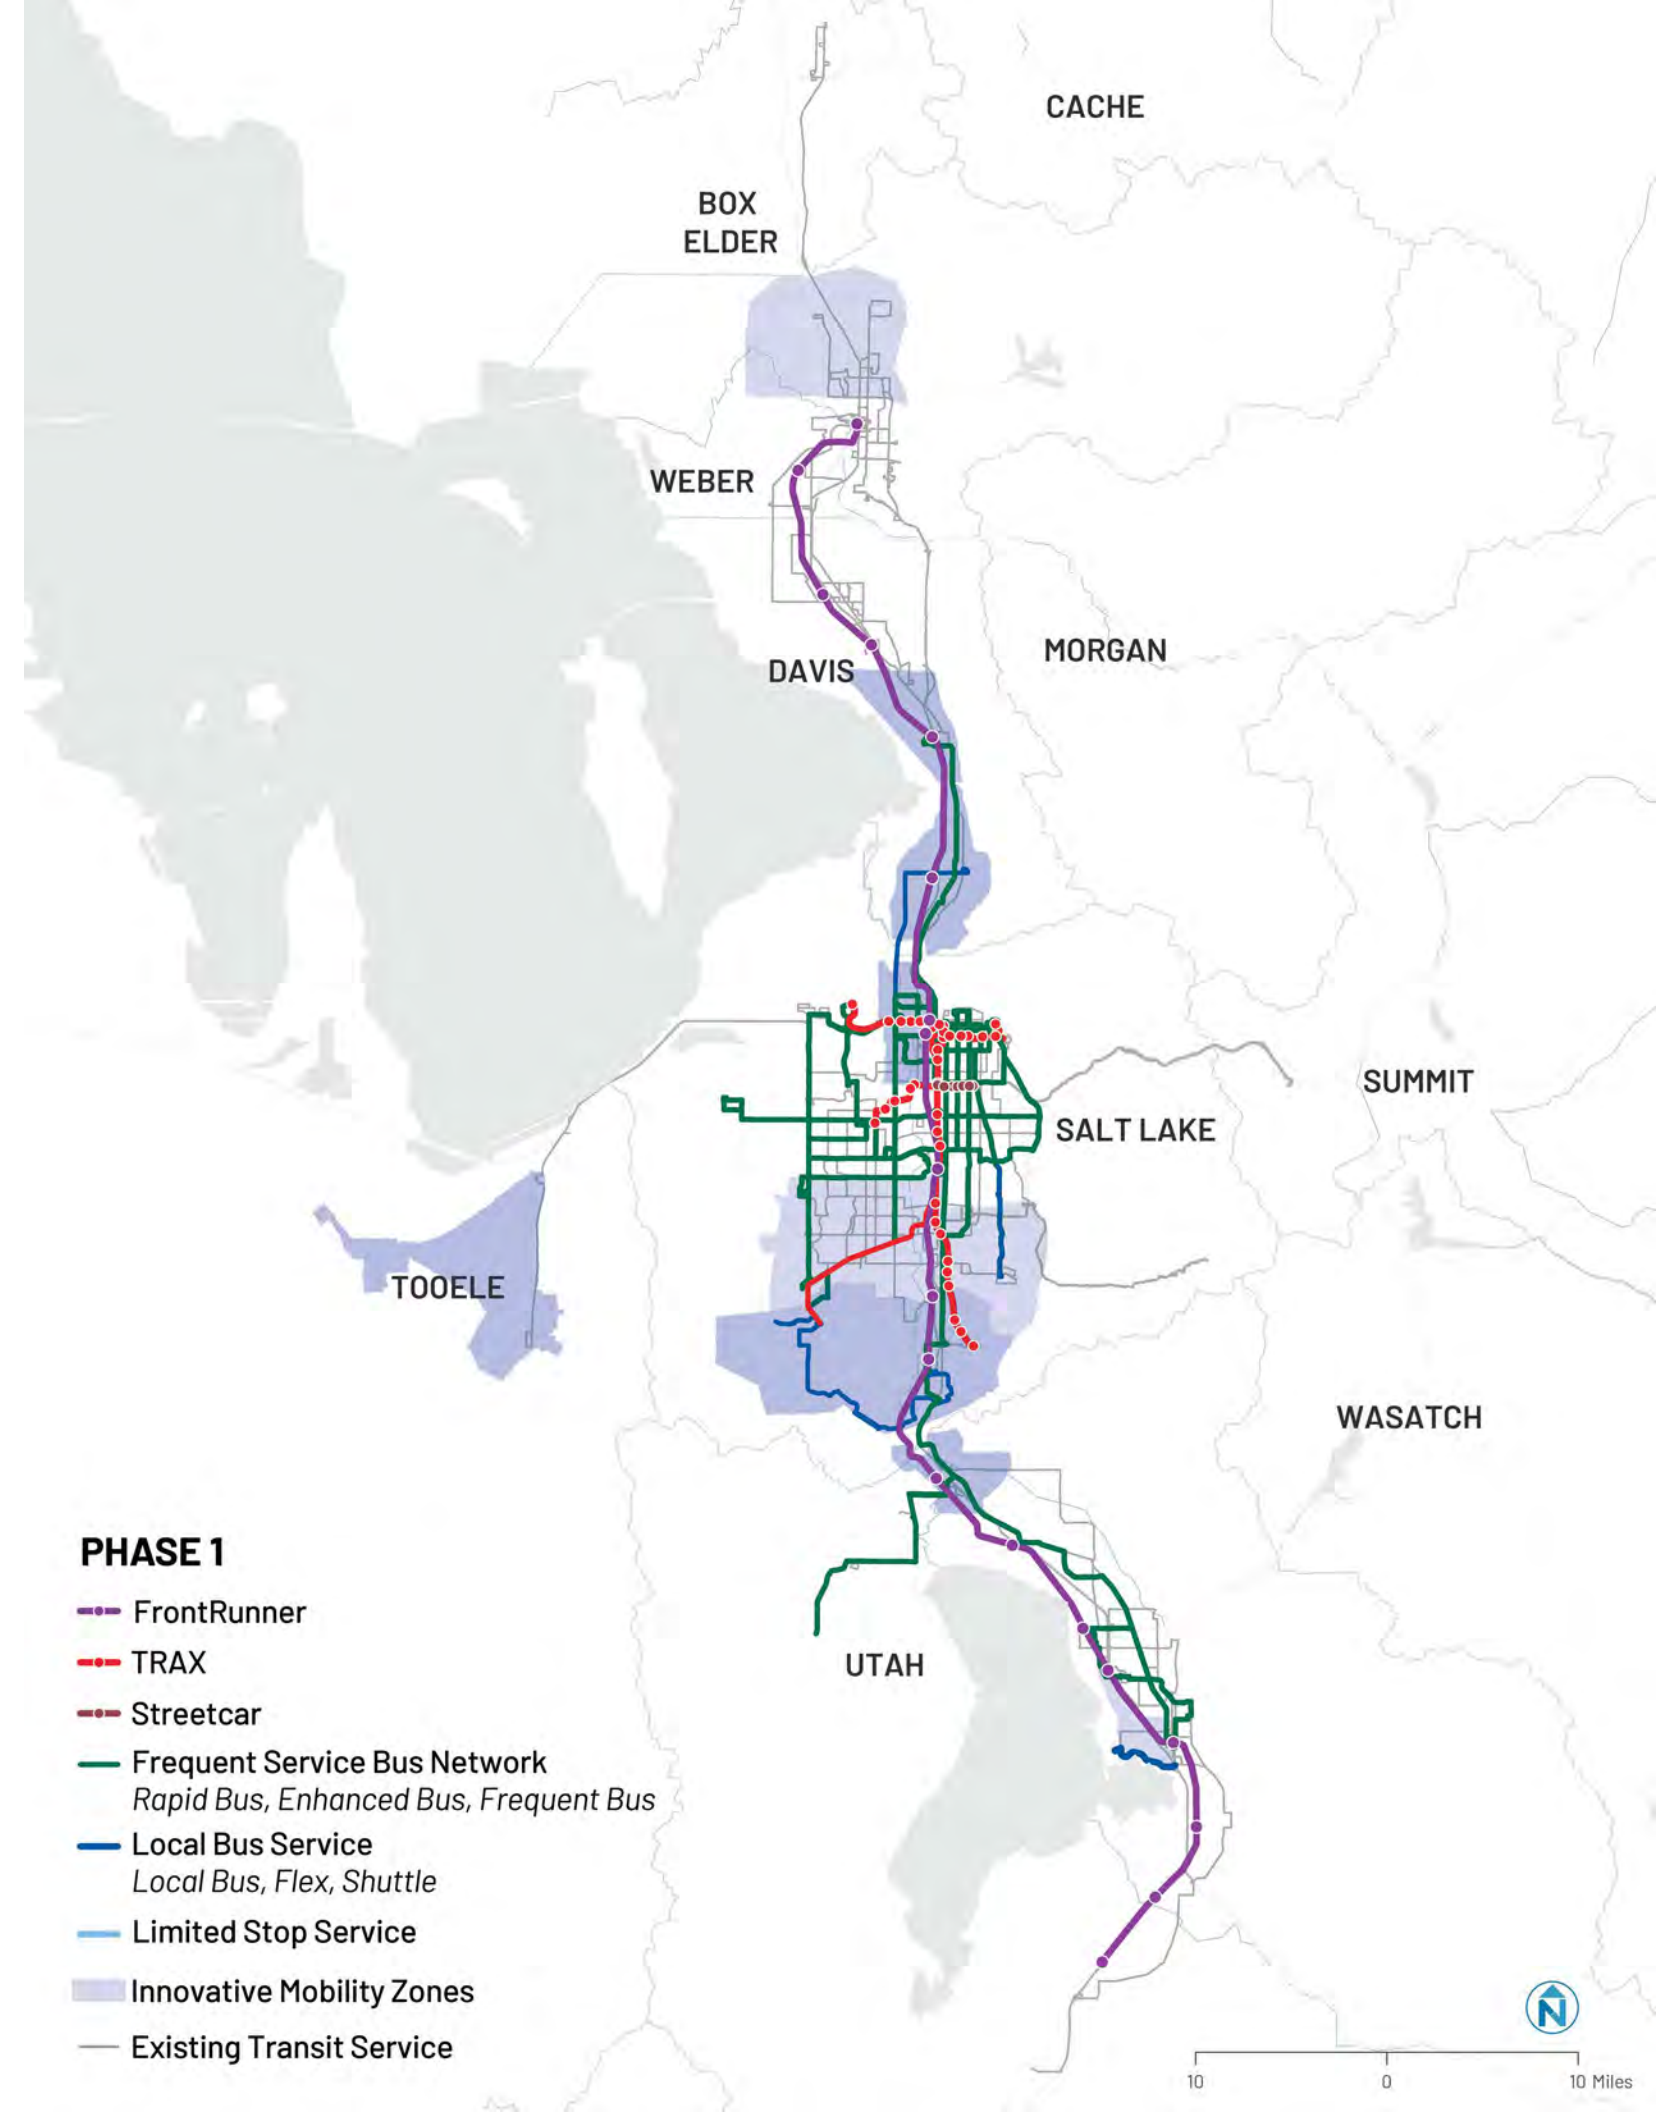 CACHE
BOX
ELDER
WEBER
MORGAN
DAVIS
SUMMIT
SALT LAKE
TOOELE
WASATCH
UTAH
PHASE 1
FrontRunner
TRAX
Streetcar
Frequent Service Bus Network
Rapid Bus, Enhanced Bus, Frequent Bus
Local Bus Service
Local Bus, Flex, Shuttle
Limited Stop Service
Innovative Mobility Zones
Existing Transit Service
N
10 0 10 Miles